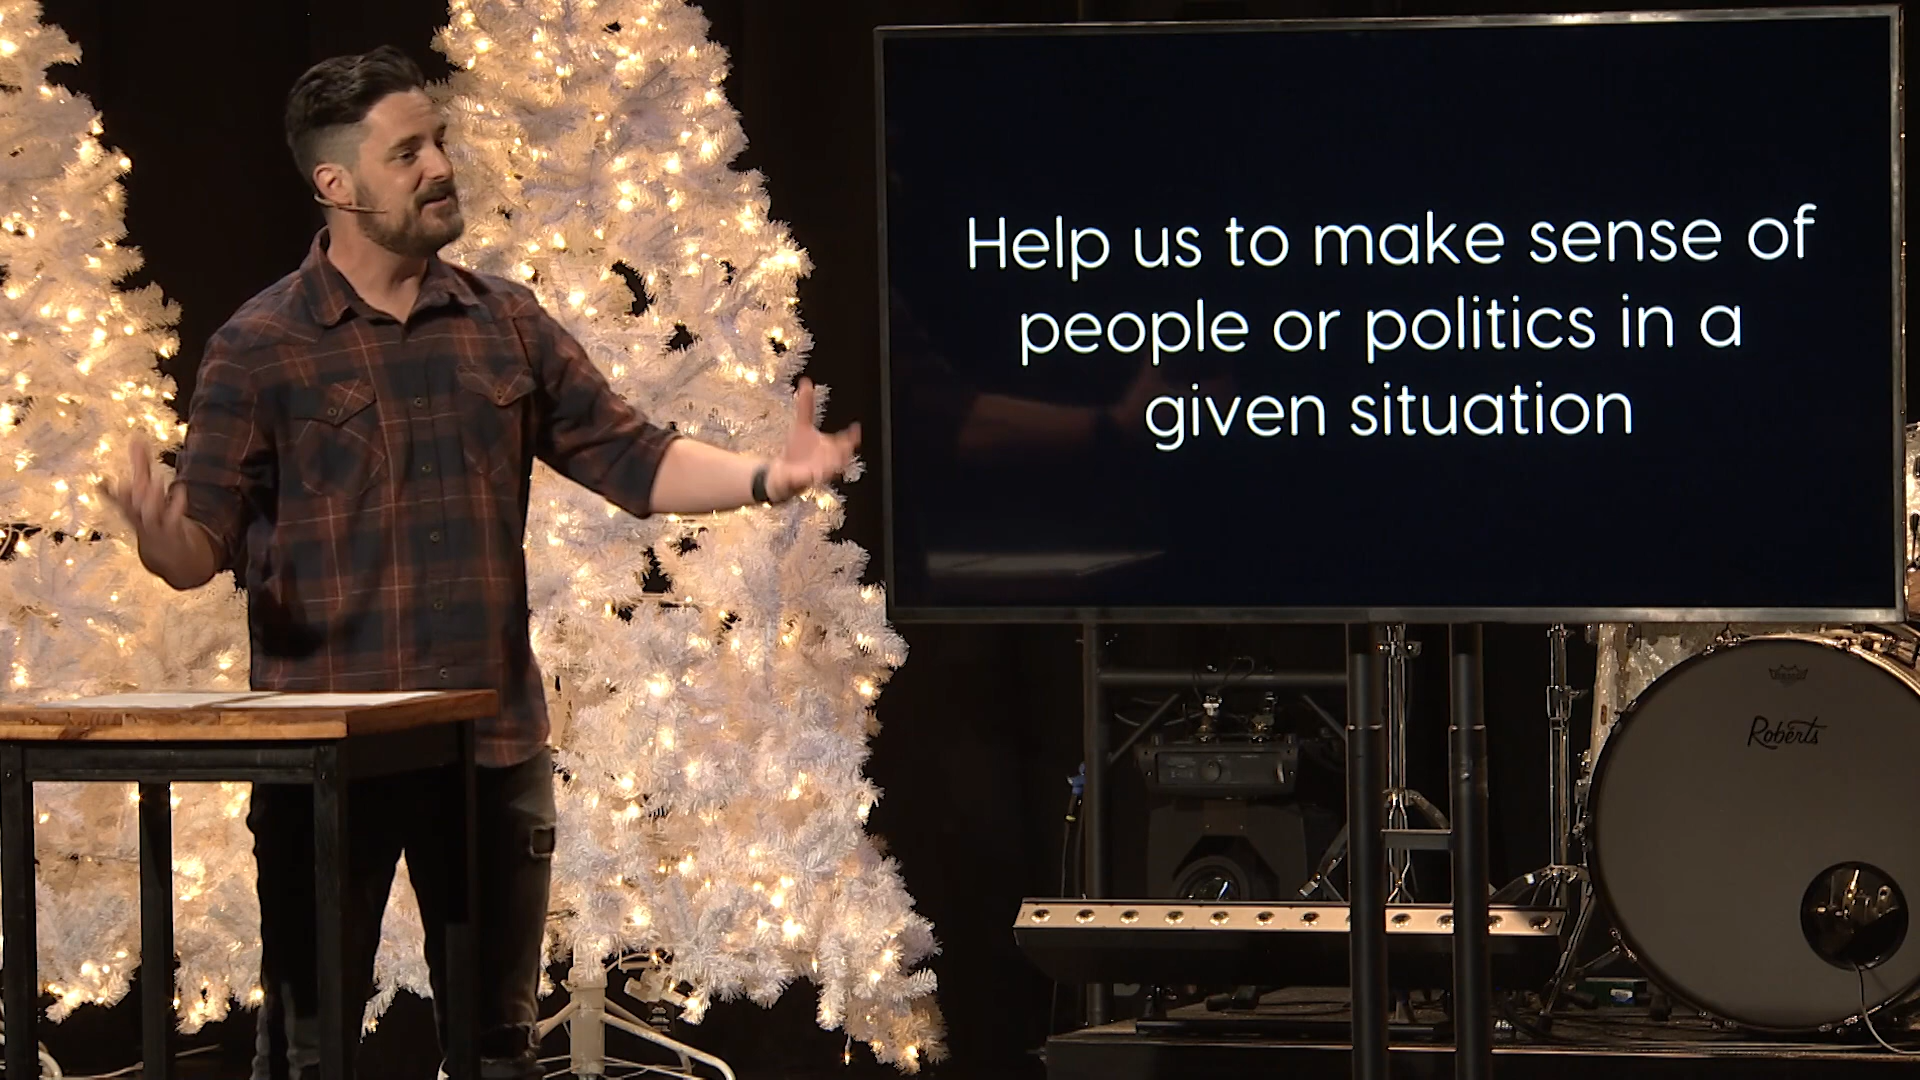 Help us to make sense of
people or politics in a
given situation
Roberts